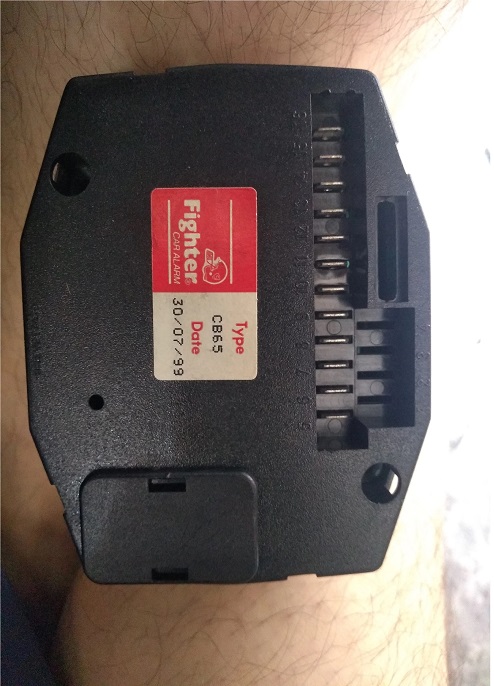 Fighter
CAR ALARM
Type
CB65
Date
30/07/99